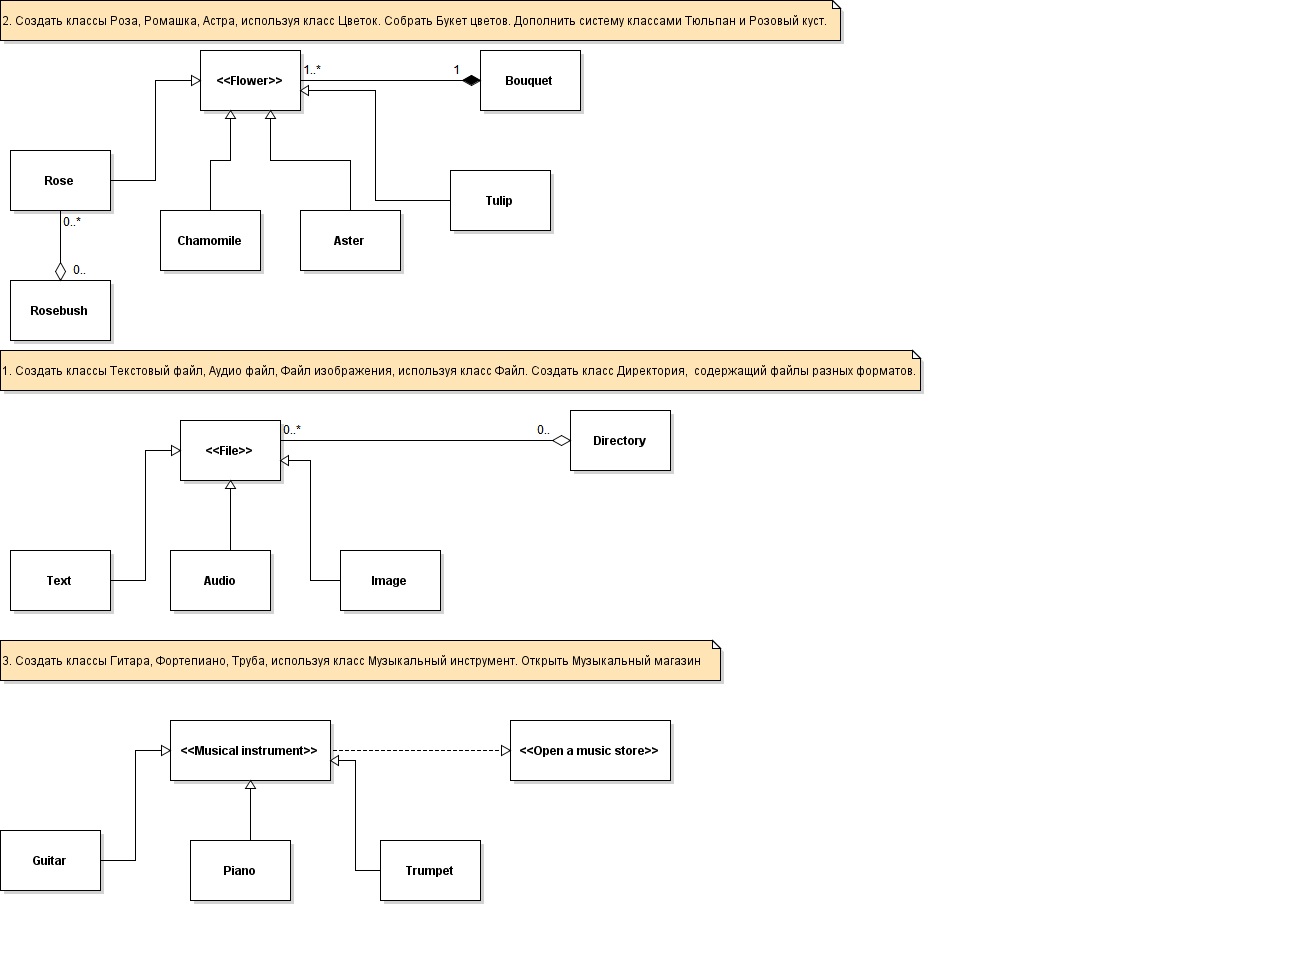 2. Создать классы Роза, Ромашка, Астра, используя класс Цветок. Собрать Букет цветов. Дополнить систему классами Тюльпан и Розовый куст.
<<Flower>>
1..*
1
Bouquet
Rose
Tulip
0..*
Chamomile
Aster
0..
Rosebush
1. Создать классы Текстовый файл, Аудио файл, Файл изображения, используя класс Файл. Создать класс Директория,  содержащий файлы разных форматов.
<<File>>
0..*
0..
Directory
Text
Audio
Image
3. Создать классы Гитара, Фортепиано, Труба, используя класс Музыкальный инструмент. Открыть Музыкальный магазин
<<Musical instrument>>
<<Open a music store>>
Guitar
Piano
Trumpet